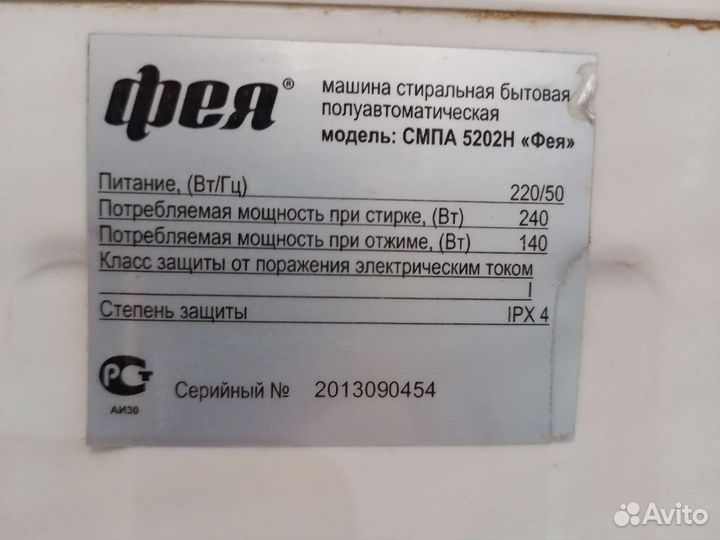 фея®
машина стиральная бытовая
полуавтоматическая
модель: СМПА 5202Н «Фея»
Питание, (Вт/Гц) 220/50
Потребляемая мощность при стирке, (Вт) 240
Потребляемая мощность при отжиме, (Вт) 140
Класс защиты от поражения электрическим током
I
Степень защиты IPX 4
РСТ
АИ30
Серийный № 2013090454
Avito